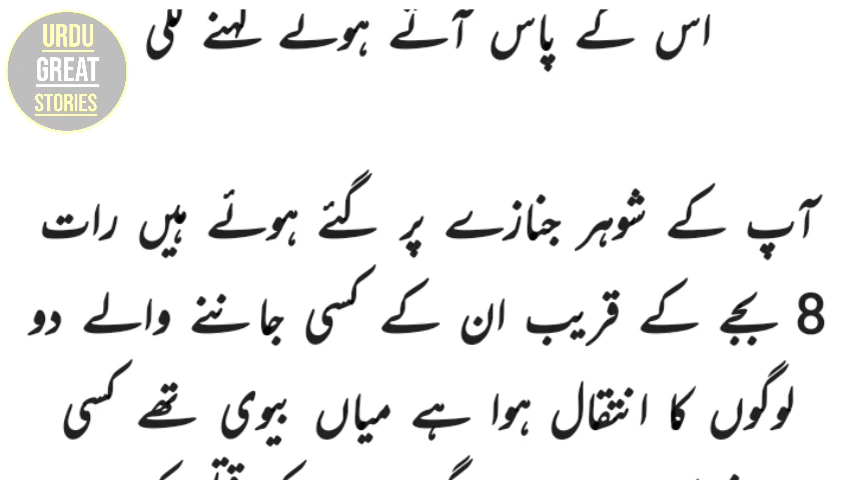 URDU
GREAT
STORIES
اس کے پاس آتے ہوئے کہنے لگی
آپ کے شوہر جنازے پر گئے ہوئے ہیں رات
8 بجے کے قریب ان کے کسی جاننے والے دو
لوگوں کا انتقال ہوا ہے میاں بیوی تھے کسی